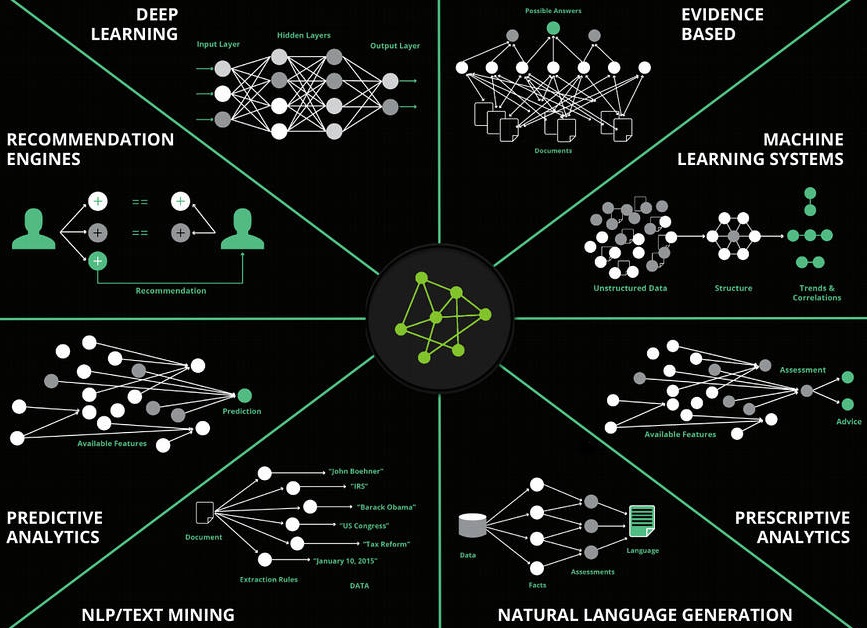 DEEP
LEARNING
Input Layer
Hidden Layers
Output Layer
Possible Answers
Documents
EVIDENCE
BASED
RECOMMENDATION
ENGINES
+ == +
+ == +
+
Recommendation
MACHINE
LEARNING SYSTEMS
Unstructured Data
Structure
Trends &
Correlations
Prediction
Available Features
PREDICTIVE
ANALYTICS
Assessment
Advice
Available Features
PRESCRIPTIVE
ANALYTICS
Document
"John Boehner"
"IRS"
"Barack Obama"
"US Congress"
"Tax Reform"
"January 10, 2015"
Extraction Rules
DATA
NLP/TEXT MINING
Data
Facts
Assessments
Language
NATURAL LANGUAGE GENERATION